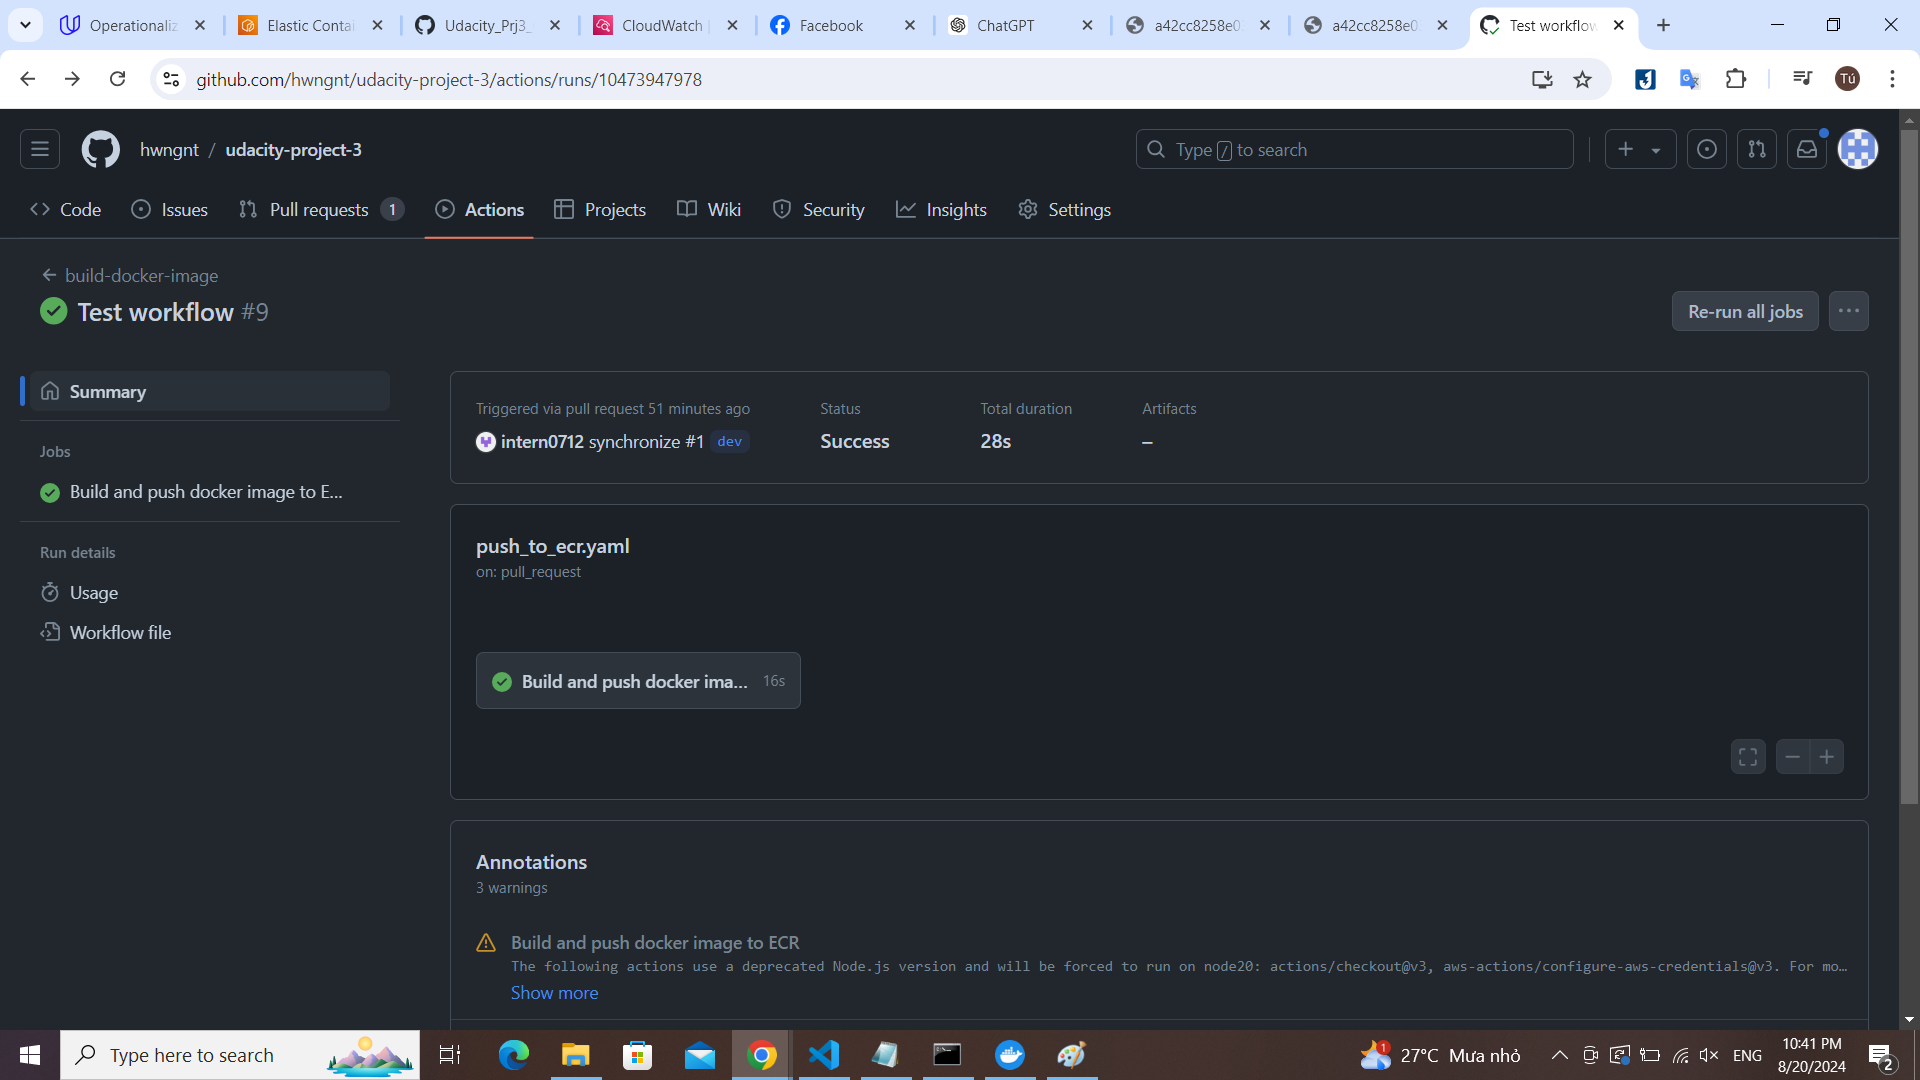 Operationaliz
Elastic Contai
Udacity_Prj3_
CloudWatch
Facebook
ChatGPT
a42cc8258e0
a42cc8258e0
Test workflow
github.com/hwngnt/udacity-project-3/actions/runs/10473947978
Tú
hwngnt / udacity-project-3
Type / to search
Code
Issues
Pull requests 1
Actions
Projects
Wiki
Security
Insights
Settings
build-docker-image
Test workflow #9
Re-run all jobs
Summary
Jobs
Build and push docker image to E...
Run details
Usage
Workflow file
Triggered via pull request 51 minutes ago
intern0712 synchronize #1 dev
Status
Success
Total duration
28s
Artifacts
–
push_to_ecr.yaml
on: pull_request
Build and push docker ima... 16s
Annotations
3 warnings
Build and push docker image to ECR
The following actions use a deprecated Node.js version and will be forced to run on node20: actions/checkout@v3, aws-actions/configure-aws-credentials@v3. For mo...
Show more
Type here to search
1
27°C Mưa nhỏ
ENG
10:41 PM
8/20/2024
2